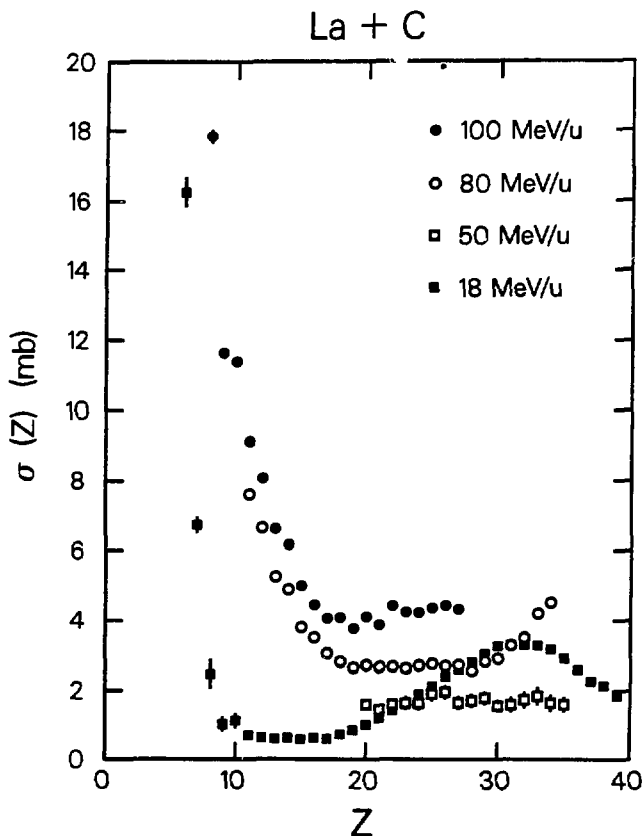 La + C
20
18
16
14
12
10
8
6
4
2
0
σ (Z) (mb)
● 100 MeV/u
○ 80 MeV/u
□ 50 MeV/u
■ 18 MeV/u
0 10 20 30 40
Z